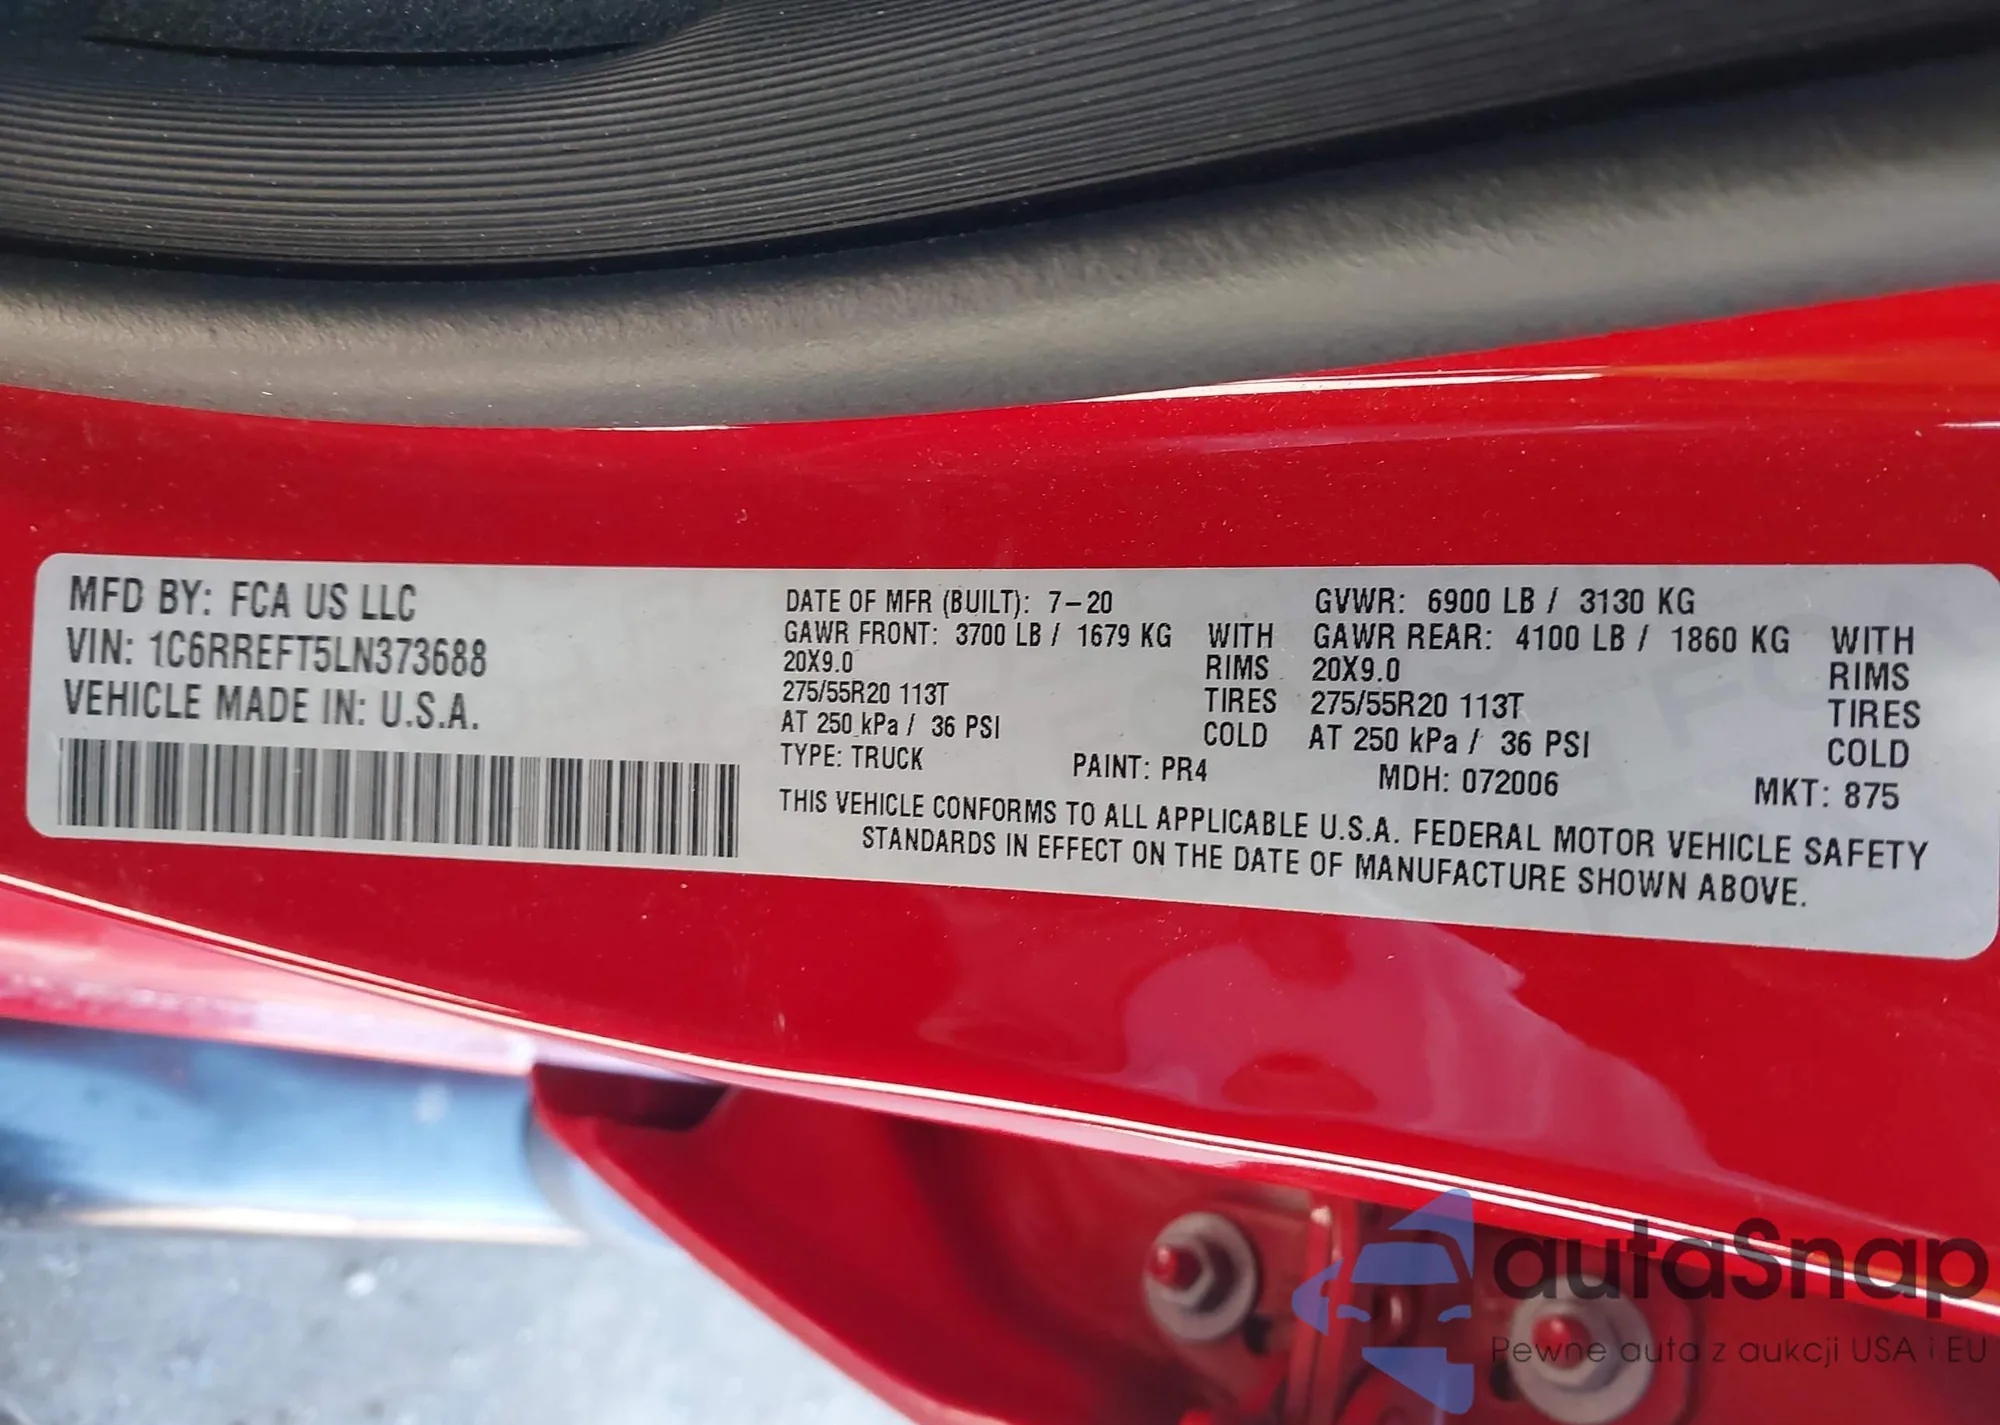 MFD BY: FCA US LLC
VIN: 1C6RREFT5LN373688
VEHICLE MADE IN: U.S.A.
DATE OF MFR (BUILT): 7-20
GAWR FRONT: 3700 LB / 1679 KG WITH
20X9.0 RIMS
275/55R20 113T TIRES
AT 250 kPa / 36 PSI COLD
TYPE: TRUCK PAINT: PR4
GVWR: 6900 LB / 3130 KG
GAWR REAR: 4100 LB / 1860 KG WITH
20X9.0 RIMS
275/55R20 113T TIRES
AT 250 kPa / 36 PSI COLD
MDH: 072006 MKT: 875
THIS VEHICLE CONFORMS TO ALL APPLICABLE U.S.A. FEDERAL MOTOR VEHICLE SAFETY
STANDARDS IN EFFECT ON THE DATE OF MANUFACTURE SHOWN ABOVE.
autaSnap
Pewne auta z aukcji USA i EU